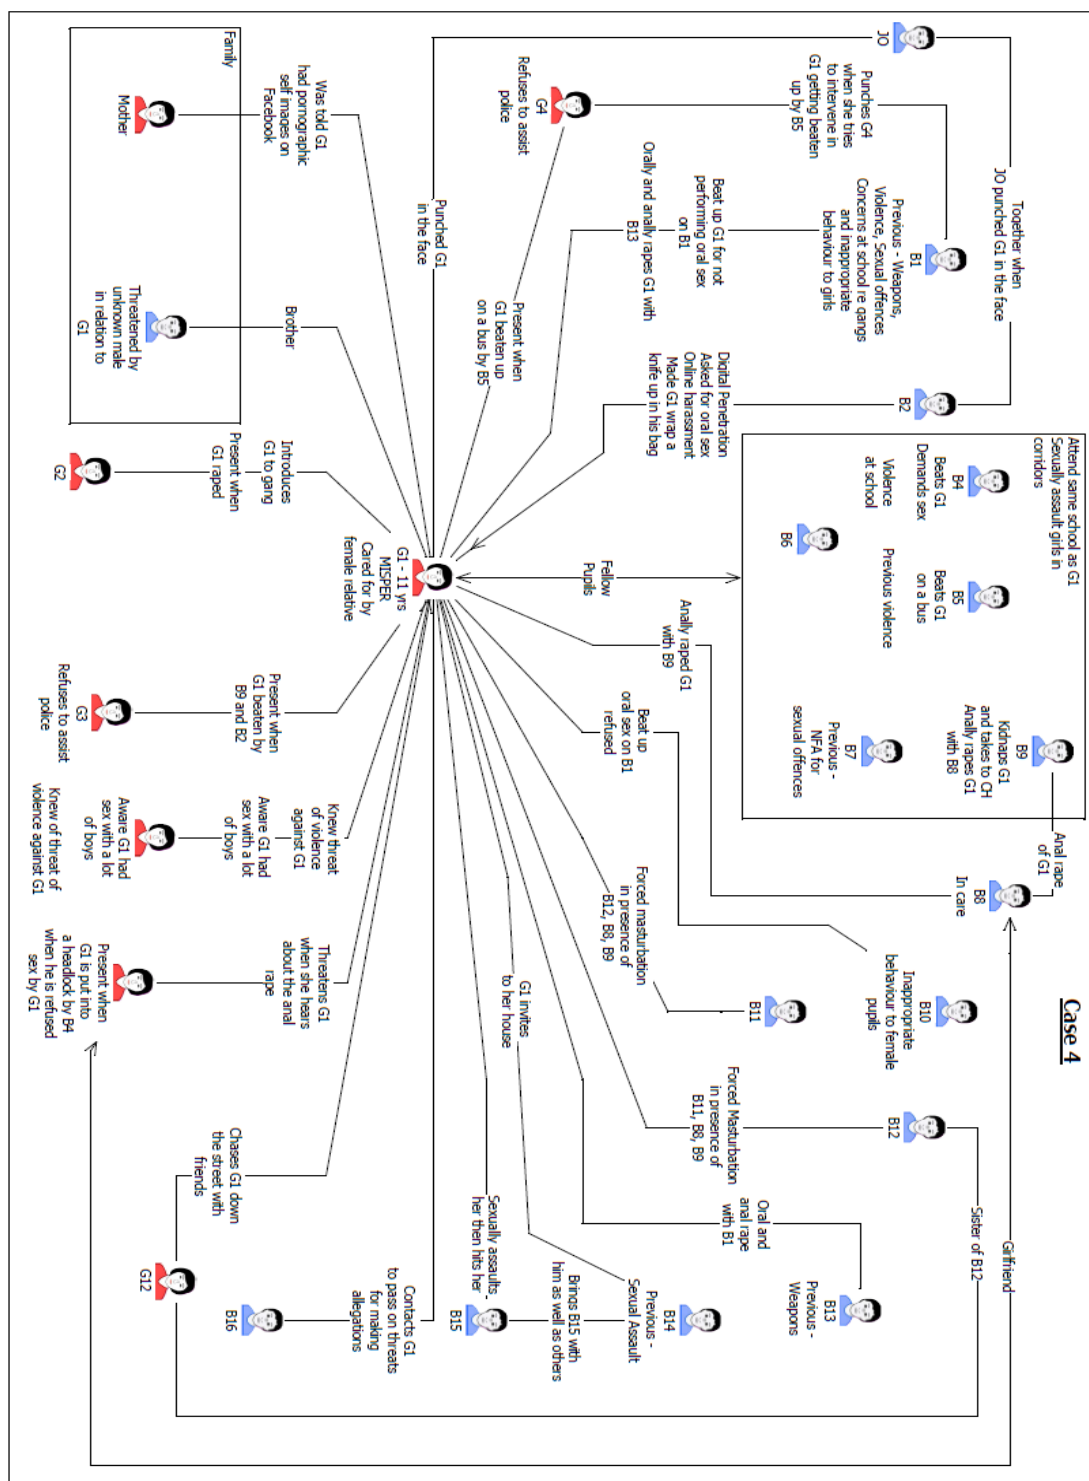 Case 4
JO
Together when
JO punched G1 in the face
B1
Previous - Weapons,
Violence, Sexual offences
Concerns at school re gangs
and inappropriate
behaviour to girls
B2
Punches G4
when she tries
to intervene in
G1 getting beaten
up by B5
G4
Refuses to assist
police
Beat up G1 for not
performing oral sex
on B1
Orally and anally rapes G1 with
B13
Digital Penetration
Asked for oral sex
Online harassment
Made G1 wrap a
knife up in his bag
Present when
G1 beaten up
on a bus by B5
Punched G1
in the face
Attend same school as G1
Sexually assault girls in
corridors
B4
Beats G1
Demands sex
Violence
at school
B5
Beats G1
on a bus
Previous violence
B6
B9
Kidnaps G1
and takes to CH
Anally rapes G1
with B8
B7
Previous -
NFA for
sexual offences
Fellow
Pupils
Anal rape
of G1
B8
In care
Anally raped G1
with B9
Girlfriend
B10
Inappropriate
behaviour to female
pupils
Beat up
oral sex on B1
refused
B11
Forced masturbation
in presence of
B12, B8, B9
B12
Sister of B12
Forced Masturbation
in presence of
B11, B8, B9
B13
Previous -
Weapons
Oral and
anal rape
with B1
B14
Previous -
Sexual Assault
Brings B15 with
him as well as others
G1 invites
to her house
B15
Sexually assaults -
her then hits her
B16
Contacts G1
to pass on threats
for making
allegations
G1 - 11 yrs
MISPER
Cared for by
female relative
Family
Was told G1
had pornographic
self images on
Facebook
Mother
Brother
Threatened by
unknown male
in relation to
G1
Introduces
G1 to gang
Present when
G1 raped
G2
Present when
G1 beaten by
B9 and B2
G3
Refuses to assist
police
Knew threat
of violence
against G1
Aware G1 had
sex with a lot
of boys
Aware G1 had
sex with a lot
of boys
Knew of threat of
violence against G1
Threatens G1
when she hears
about the anal
rape
Present when
G1 is put into
a headlock by B4
when he is refused
sex by G1
Chases G1 down
the street with
friends
G12